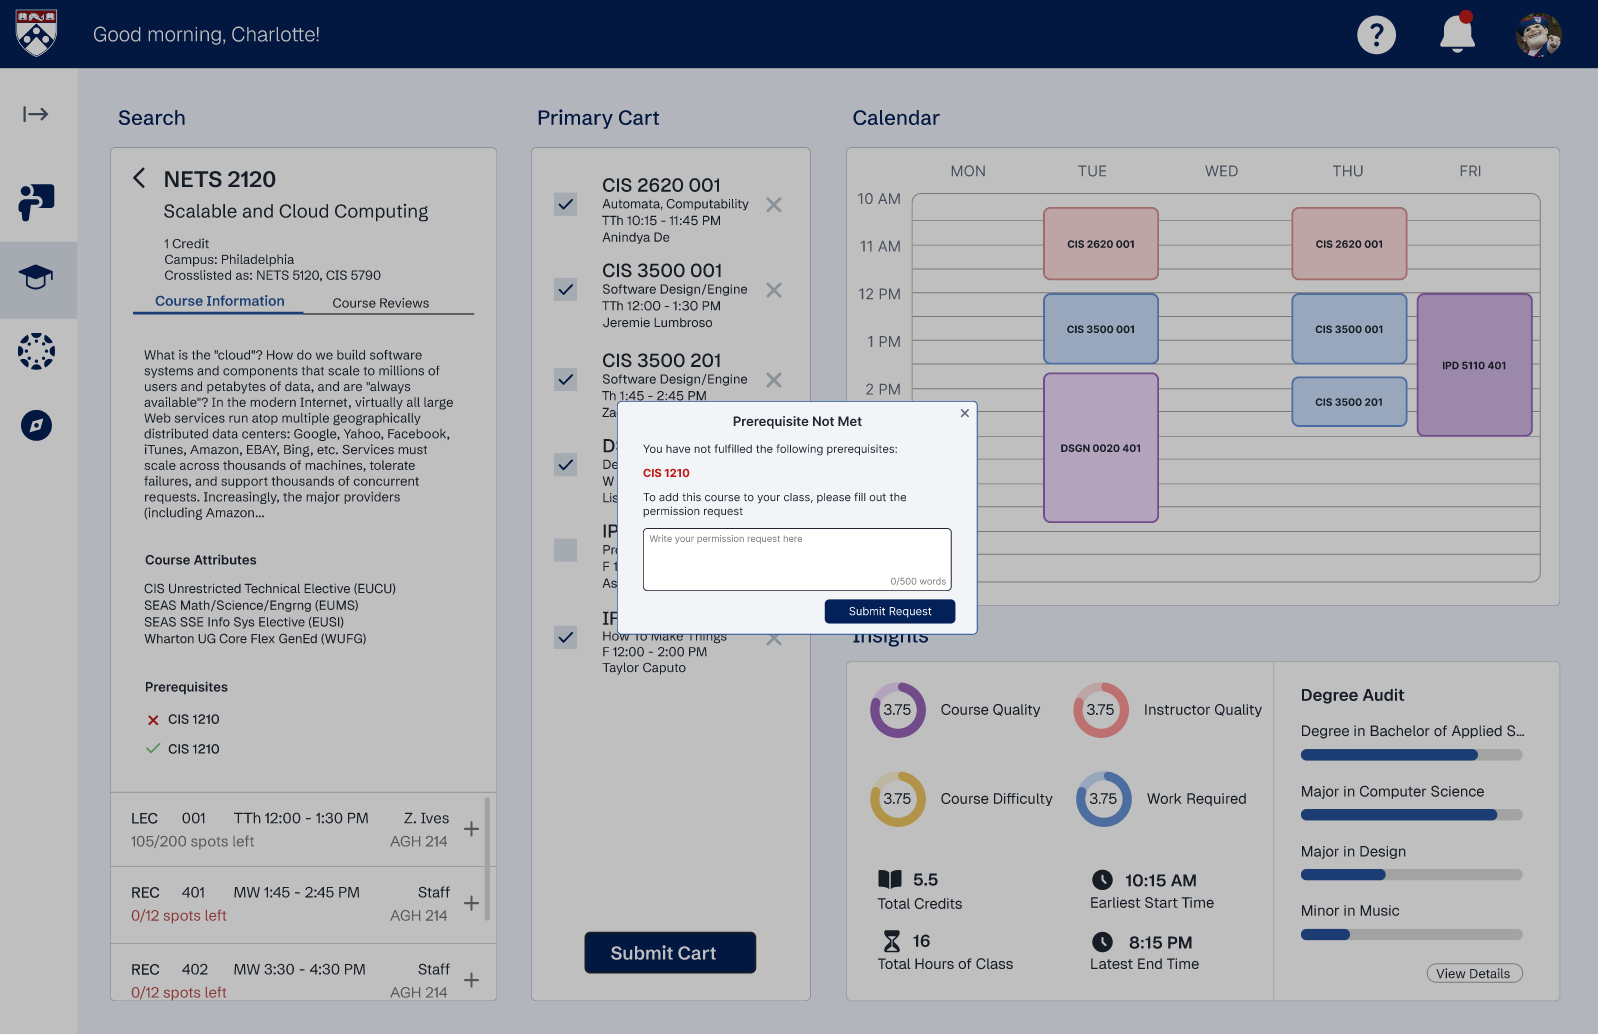 Good morning, Charlotte!
?
Search
NETS 2120
Scalable and Cloud Computing
1 Credit
Campus: Philadelphia
Crosslisted as: NETS 5120, CIS 5790
Course Information
Course Reviews
What is the "cloud"? How do we build software
systems and components that scale to millions of
users and petabytes of data, and are "always
available"? In the modern Internet, virtually all large
Web services run atop multiple geographically
distributed data centers: Google, Yahoo, Facebook,
iTunes, Amazon, EBAY, Bing, etc. Services must
scale across thousands of machines, tolerate
failures, and support thousands of concurrent
requests. Increasingly, the major providers
(including Amazon...
Course Attributes
CIS Unrestricted Technical Elective (EUCU)
SEAS Math/Science/Engrng (EUMS)
SEAS SSE Info Sys Elective (EUSI)
Wharton UG Core Flex GenEd (WUFG)
Prerequisites
CIS 1210
CIS 1210
LEC 001 TTh 12:00 - 1:30 PM Z. Ives
105/200 spots left AGH 214
REC 401 MW 1:45 - 2:45 PM Staff
0/12 spots left AGH 214
REC 402 MW 3:30 - 4:30 PM Staff
0/12 spots left AGH 214
Primary Cart
CIS 2620 001
Automata, Computability
TTh 10:15 - 11:45 PM
Anindya De
CIS 3500 001
Software Design/Engine
TTh 12:00 - 1:30 PM
Jeremie Lumbroso
CIS 3500 201
Software Design/Engine
Th 1:45 - 2:45 PM
Za
De
W
Lis
IP
Pr
F 1
As
How To Make Things
F 12:00 - 2:00 PM
Taylor Caputo
Submit Cart
Prerequisite Not Met
You have not fulfilled the following prerequisites:
CIS 1210
To add this course to your class, please fill out the
permission request
Write your permission request here
0/500 words
Submit Request
Calendar
MON TUE WED THU FRI
10 AM
11 AM
12 PM
1 PM
2 PM
CIS 2620 001
CIS 2620 001
CIS 3500 001
CIS 3500 001
IPD 5110 401
CIS 3500 201
DSGN 0020 401
Insights
3.75 Course Quality
3.75 Instructor Quality
3.75 Course Difficulty
3.75 Work Required
5.5
Total Credits
10:15 AM
Earliest Start Time
16
Total Hours of Class
8:15 PM
Latest End Time
Degree Audit
Degree in Bachelor of Applied S...
Major in Computer Science
Major in Design
Minor in Music
View Details